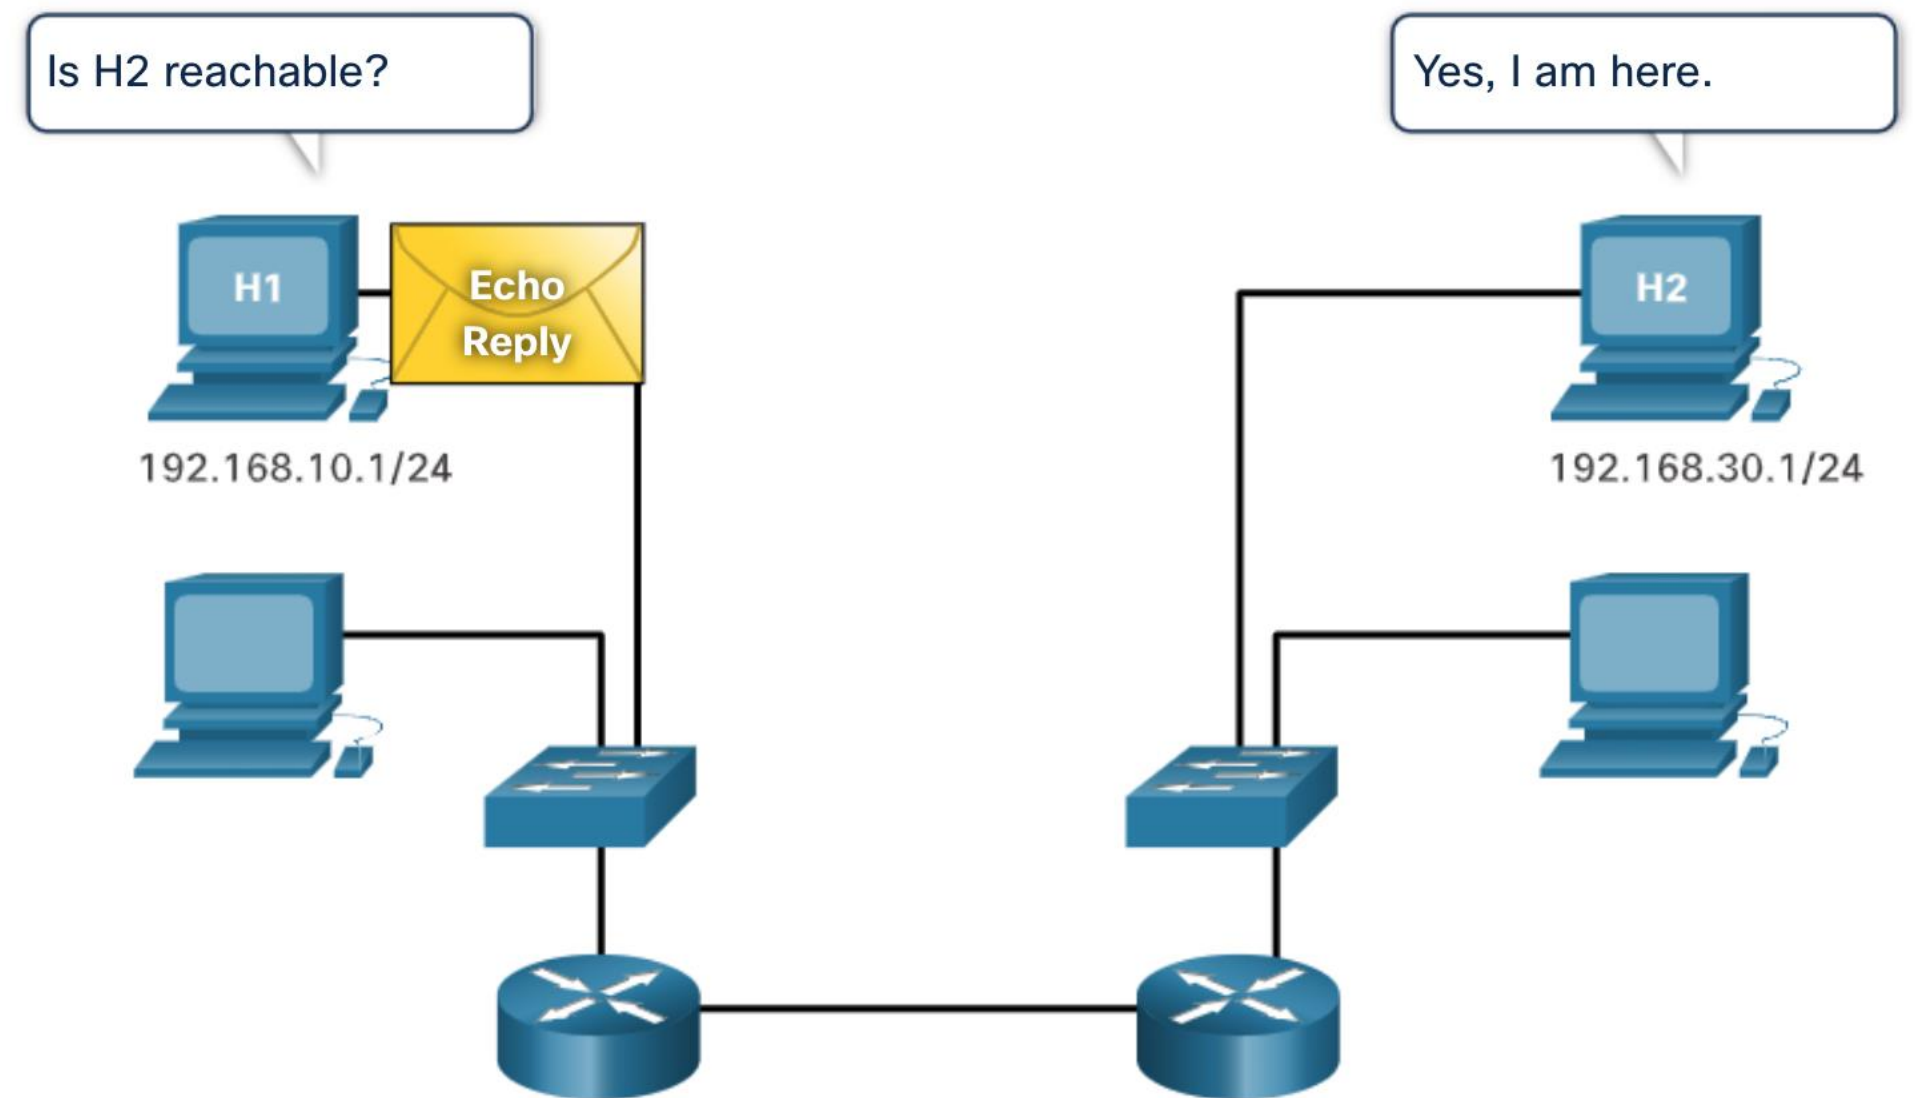 Is H2 reachable?
Yes, I am here.
H1
Echo
Reply
H2
192.168.10.1/24
192.168.30.1/24